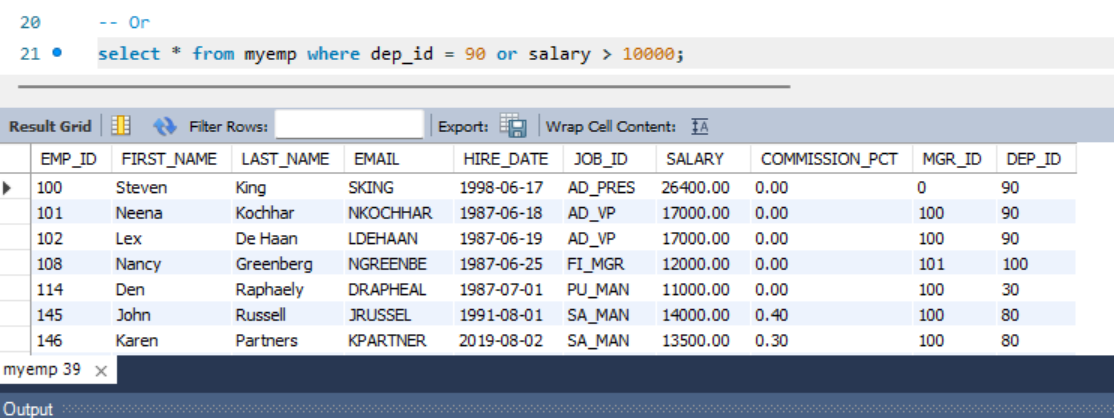 20 -- Or
21 select * from myemp where dep_id = 90 or salary > 10000;
Result Grid Filter Rows: Export: Wrap Cell Content: IA
EMP_ID FIRST_NAME LAST_NAME EMAIL HIRE_DATE JOB_ID SALARY COMMISSION_PCT MGR_ID DEP_ID
100 Steven King SKING 1998-06-17 AD_PRES 26400.00 0.00 0 90
101 Neena Kochhar NKOCHHAR 1987-06-18 AD_VP 17000.00 0.00 100 90
102 Lex De Haan LDEHAAN 1987-06-19 AD_VP 17000.00 0.00 100 90
108 Nancy Greenberg NGREENBE 1987-06-25 FI_MGR 12000.00 0.00 101 100
114 Den Raphaely DRAPHEAL 1987-07-01 PU_MAN 11000.00 0.00 100 30
145 John Russell JRUSSEL 1991-08-01 SA_MAN 14000.00 0.40 100 80
146 Karen Partners KPARTNER 2019-08-02 SA_MAN 13500.00 0.30 100 80
myemp 39
Output